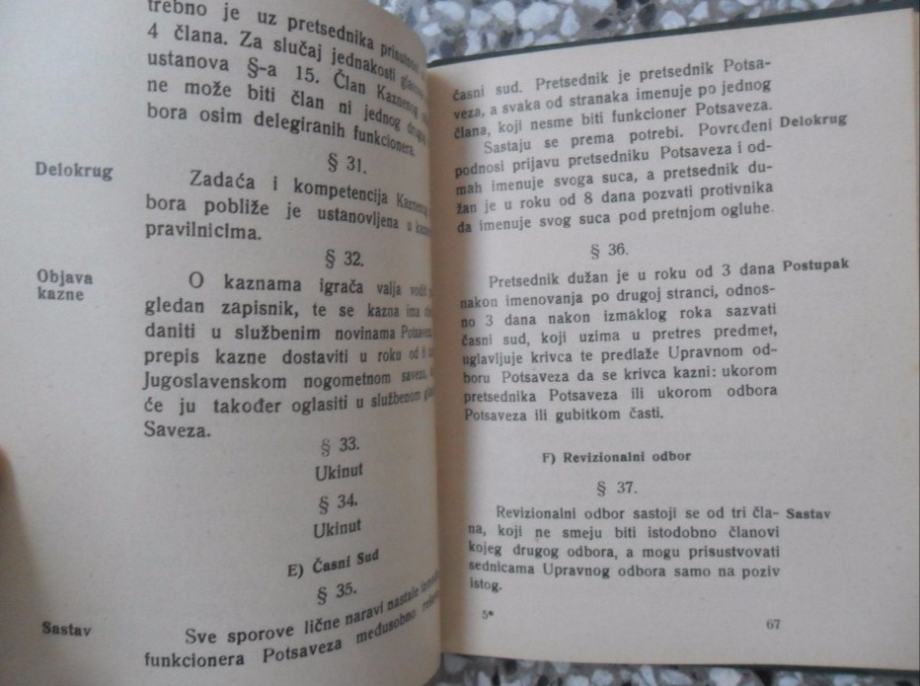 trebno je uz pretsednika
4 člana. Za slučaj jednakosti
ustanova §-a 15. Član Kaznenog
ne može biti član ni jednog
bora osim delegiranih funkcionera.
§ 31.
Delokrug
Zadaća i kompetencija Kaznenog
bora pobliže je ustanovljena u
pravilnicima.
§ 32.
Objava
kazne
O kaznama igrača valja
gledan zapisnik, te se kazna ima
daniti u službenim novinama Potsaveza
prepis kazne dostaviti u roku od
Jugoslavenskom nogometnom
će ju također oglasiti u službenom
Saveza.
§ 33.
Ukinut
§ 34.
Ukinut
E) Časni Sud
§ 35.
Sastav
Sve sporove lične naravi nastale
funkcionera Potsaveza međusobno
časni sud. Pretsednik je pretsednik Potsa-
veza, a svaka od stranaka imenuje po jednog
člana, koji nesme biti funkcioner Potsaveza.
Sastaju se prema potrebi. Povređeni Delokrug
podnosi prijavu pretsedniku Potsaveza i od-
mah imenuje svoga suca, a pretsednik du-
žan je u roku od 8 dana pozvati protivnika
da imenuje svog suca pod pretnjom ogluhe.
§ 36.
Pretsednik dužan je u roku od 3 dana Postupak
nakon imenovanja po drugoj stranci, odnos-
no 3 dana nakon izmaklog roka sazvati
časni sud, koji uzima u pretres predmet,
uglavljuje krivca te predlaže Upravnom od-
boru Potsaveza da se krivca kazni: ukorom
pretsednika Potsaveza ili ukorom odbora
Potsaveza ili gubitkom časti.
F) Revizionalni odbor
§ 37.
Revizionalni odbor sastoji se od tri čla- Sastav
na, koji ne smeju biti istodobno članovi
kojeg drugog odbora, a mogu prisustvovati
sednicama Upravnog odbora samo na poziv
istog.
5*
67